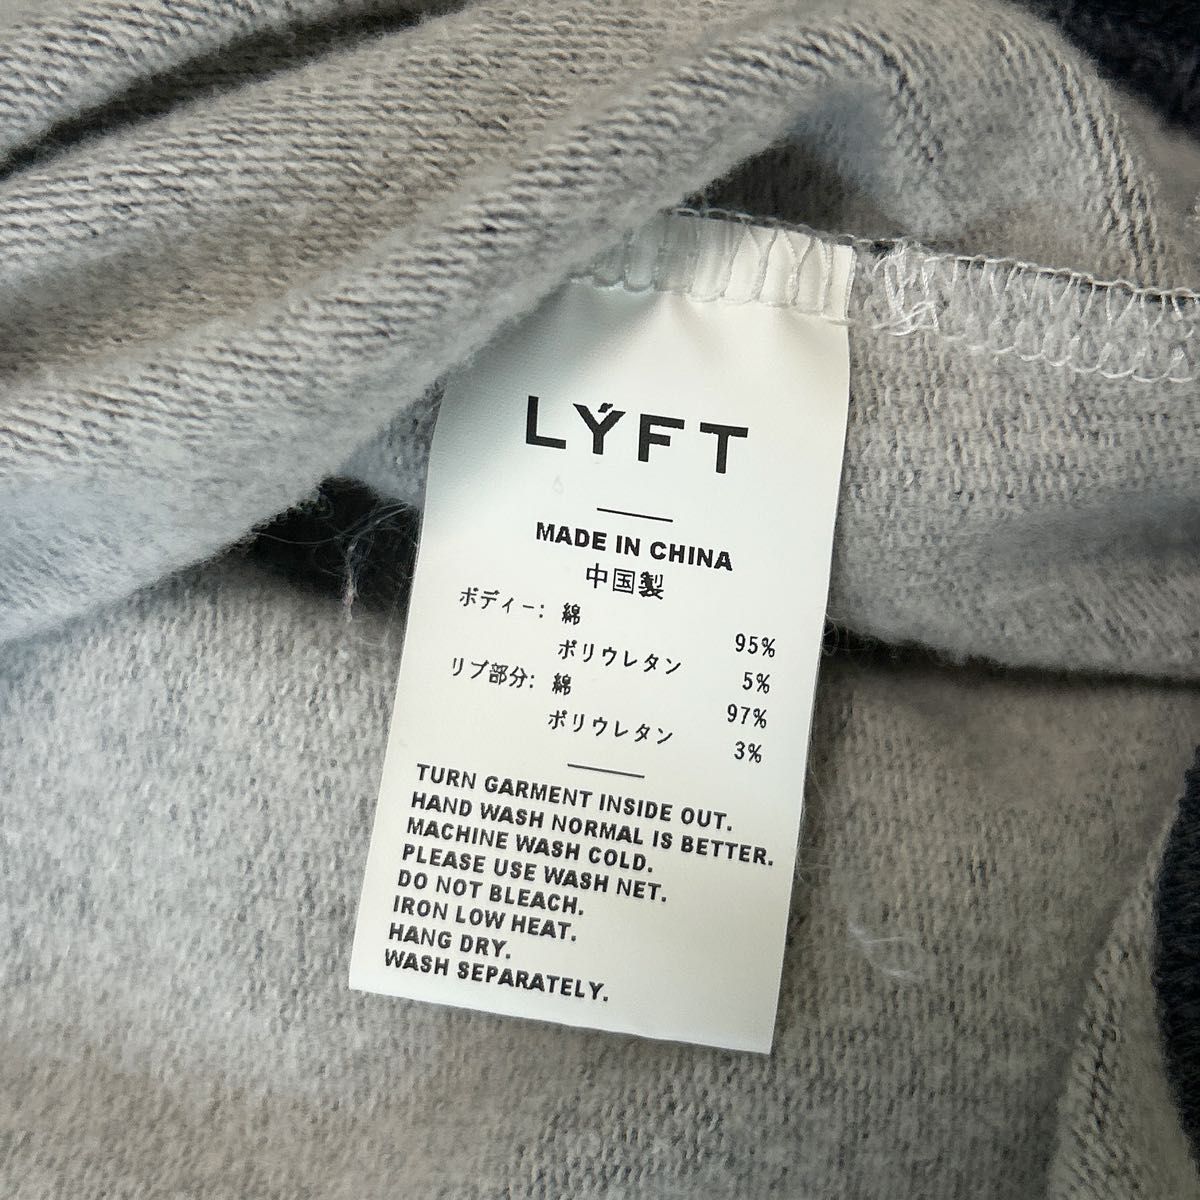 LÝFT
MADE IN CHINA
中国製
ボディー: 綿 95%
ポリウレタン 5%
リブ部分: 綿 97%
ポリウレタン 3%
TURN GARMENT INSIDE OUT.
HAND WASH NORMAL IS BETTER.
MACHINE WASH COLD.
PLEASE USE WASH NET.
DO NOT BLEACH.
IRON LOW HEAT.
HANG DRY.
WASH SEPARATELY.